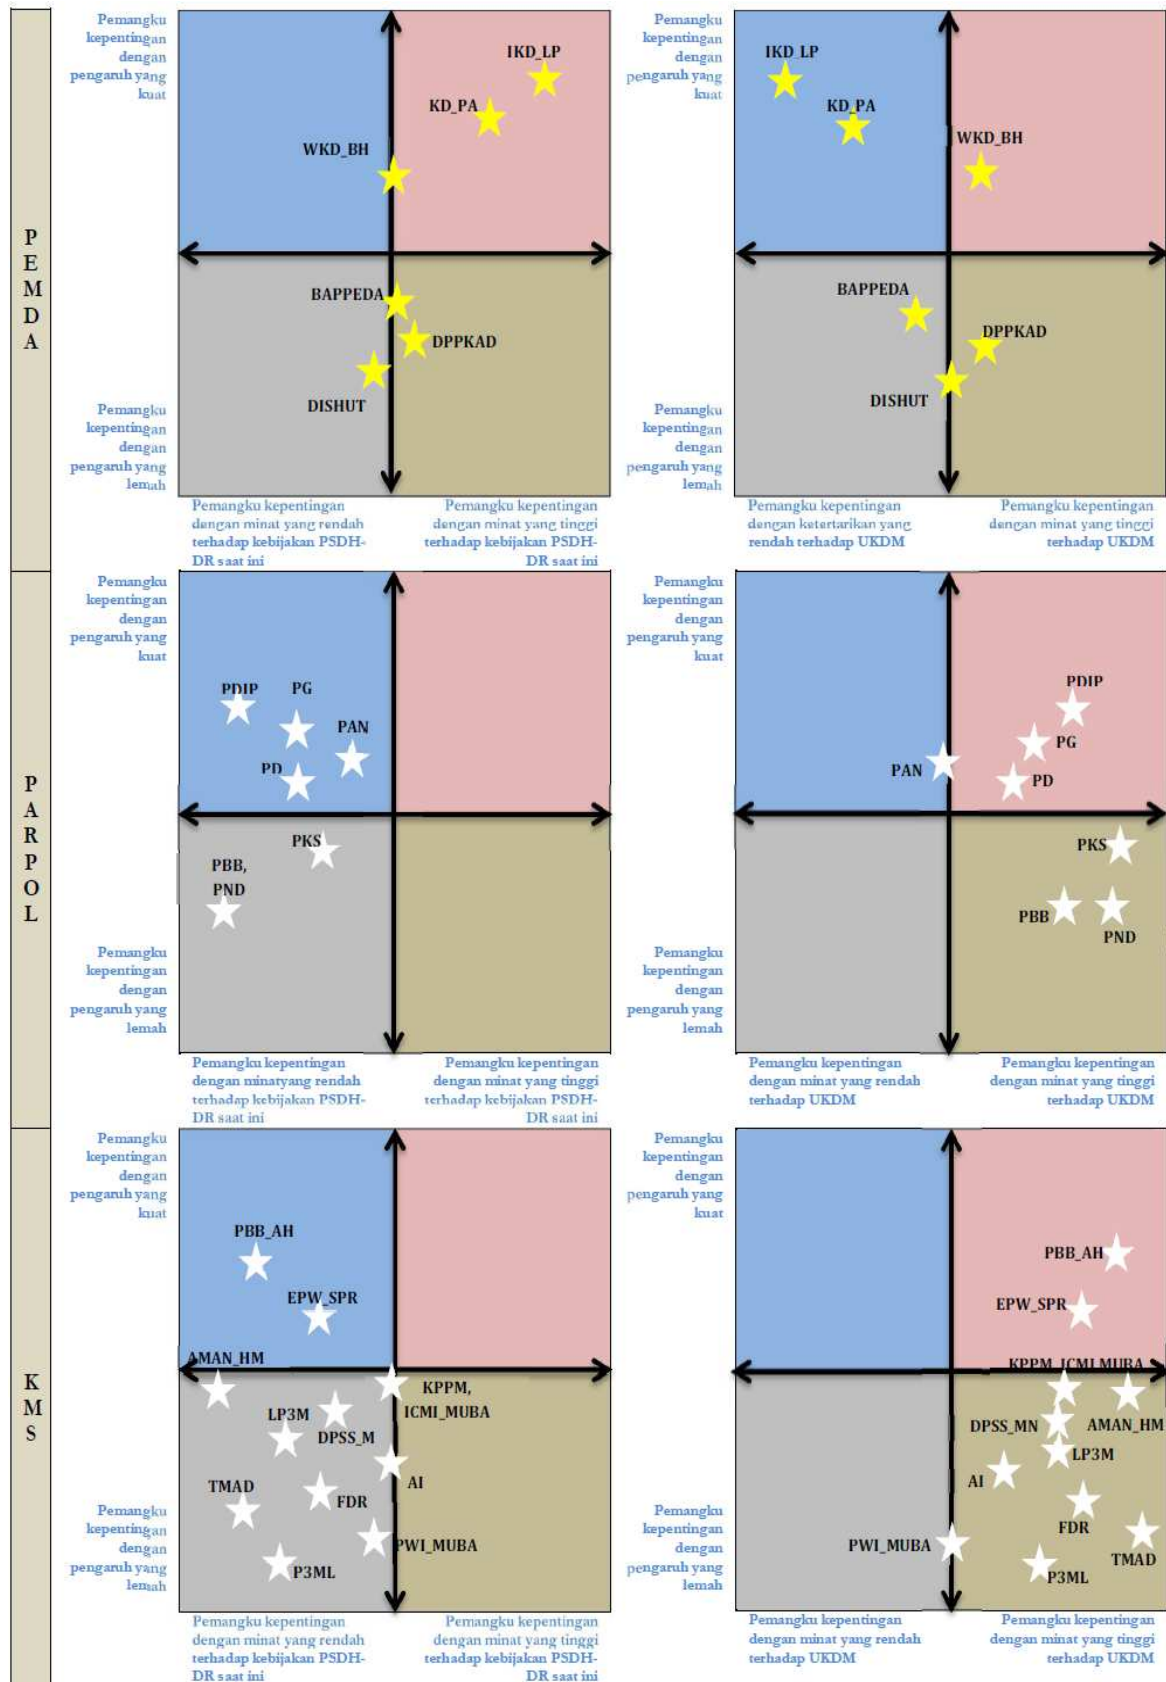 PEMDA
Pemangku
kepentingan
dengan
pengaruh yang
kuat
IKD_LP
KD_PA
WKD_BH
BAPPEDA
DPPKAD
DISHUT
Pemangku
kepentingan
dengan
pengaruh yang
lemah
Pemangku kepentingan
dengan minat yang rendah
terhadap kebijakan PSDH-
DR saat ini
Pemangku kepentingan
dengan minat yang tinggi
terhadap kebijakan PSDH-
DR saat ini
Pemangku
kepentingan
dengan
pengaruh yang
kuat
IKD_LP
KD_PA
WKD_BH
BAPPEDA
DPPKAD
DISHUT
Pemangku
kepentingan
dengan
pengaruh yang
lemah
Pemangku kepentingan
dengan ketertarikan yang
rendah terhadap UKDM
Pemangku kepentingan
dengan minat yang tinggi
terhadap UKDM
PARPOL
Pemangku
kepentingan
dengan
pengaruh yang
kuat
PDIP
PG
PAN
PD
PKS
PBB,
PND
Pemangku
kepentingan
dengan
pengaruh yang
lemah
Pemangku kepentingan
dengan minatyang rendah
terhadap kebijakan PSDH-
DR saat ini
Pemangku kepentingan
dengan minat yang tinggi
terhadap kebijakan PSDH-
DR saat ini
Pemangku
kepentingan
dengan
pengaruh yang
kuat
PDIP
PG
PAN
PD
PKS
PBB
PND
Pemangku
kepentingan
dengan
pengaruh yang
lemah
Pemangku kepentingan
dengan minat yang rendah
terhadap UKDM
Pemangku kepentingan
dengan minat yang tinggi
terhadap UKDM
KMS
Pemangku
kepentingan
dengan
pengaruh yang
kuat
PBB_AH
EPW_SPR
AMAN_HM
KPPM,
ICMI_MUBA
LP3M
DPSS_M
AI
TMAD
FDR
PWI_MUBA
P3ML
Pemangku
kepentingan
dengan
pengaruh yang
lemah
Pemangku kepentingan
dengan minat yang rendah
terhadap kebijakan PSDH-
DR saat ini
Pemangku kepentingan
dengan minat yang tinggi
terhadap kebijakan PSDH-
DR saat ini
Pemangku
kepentingan
dengan
pengaruh yang
kuat
PBB_AH
EPW_SPR
KPPM, ICMI_MUBA
DPSS_MN
AMAN_HM
LP3M
AI
FDR
PWI_MUBA
TMAD
P3ML
Pemangku
kepentingan
dengan
pengaruh yang
lemah
Pemangku kepentingan
dengan minat yang rendah
terhadap UKDM
Pemangku kepentingan
dengan minat yang tinggi
terhadap UKDM